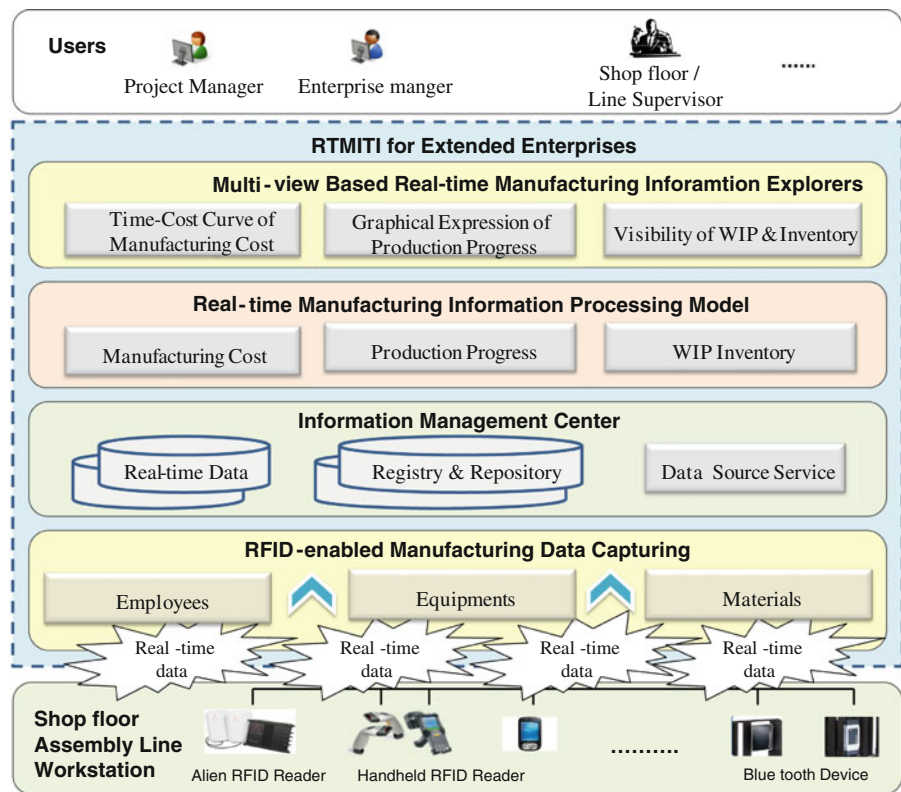 Users
Project Manager
Enterprise manger
Shop floor /
Line Supervisor
......
RTMITI for Extended Enterprises
Multi-view Based Real-time Manufacturing Inforamtion Explorers
Time-Cost Curve of
Manufacturing Cost
Graphical Expression of
Production Progress
Visibility of WIP & Inventory
Real-time Manufacturing Information Processing Model
Manufacturing Cost
Production Progress
WIP Inventory
Information Management Center
Real-time Data
Registry & Repository
Data Source Service
RFID-enabled Manufacturing Data Capturing
Employees
Equipments
Materials
Real -time
data
Real -time
data
Real -time
data
Real -time
data
Shop floor
Assembly Line
Workstation
Alien RFID Reader
Handheld RFID Reader
..........
Blue tooth Device